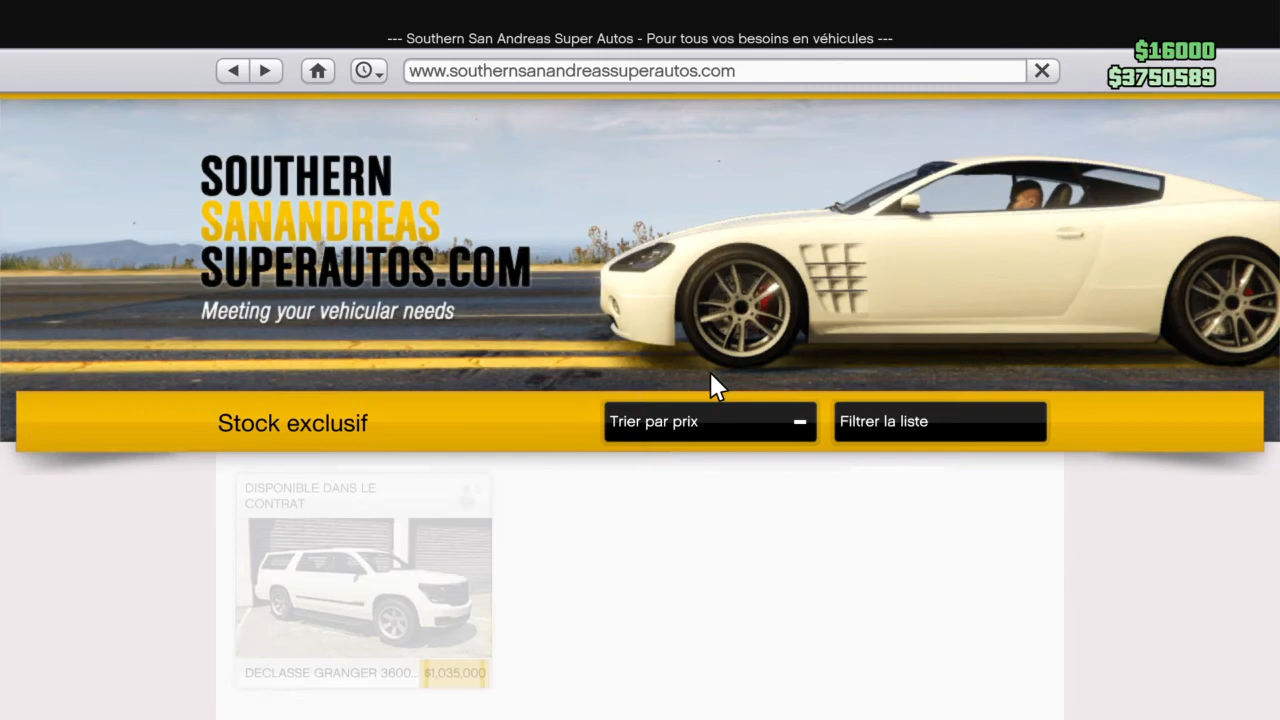 --- Southern San Andreas Super Autos - Pour tous vos besoins en véhicules ---
www.southernsanandreassuperautos.com
$16000
$3750589
SOUTHERN
SANANDREAS
SUPERAUTOS.COM
Meeting your vehicular needs
Stock exclusif
Trier par prix
Filtrer la liste
DISPONIBLE DANS LE
CONTRAT
DECLASSE GRANGER 3600... $1,035,000